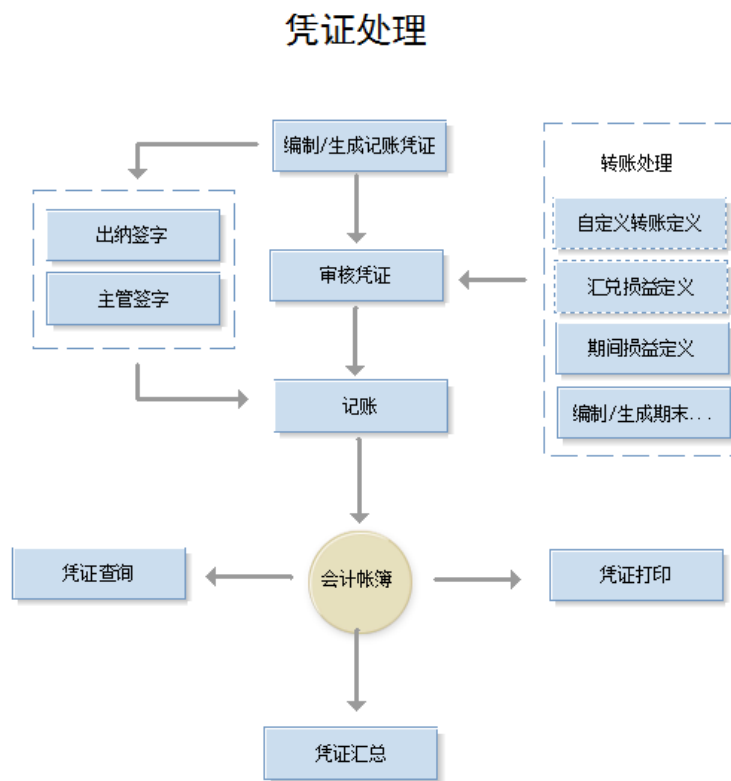 凭证处理
编制/生成记账凭证
转账处理
出纳签字
自定义转账定义
主管签字
审核凭证
汇兑损益定义
期间损益定义
记账
编制/生成期末...
凭证查询
会计帐簿
凭证打印
凭证汇总